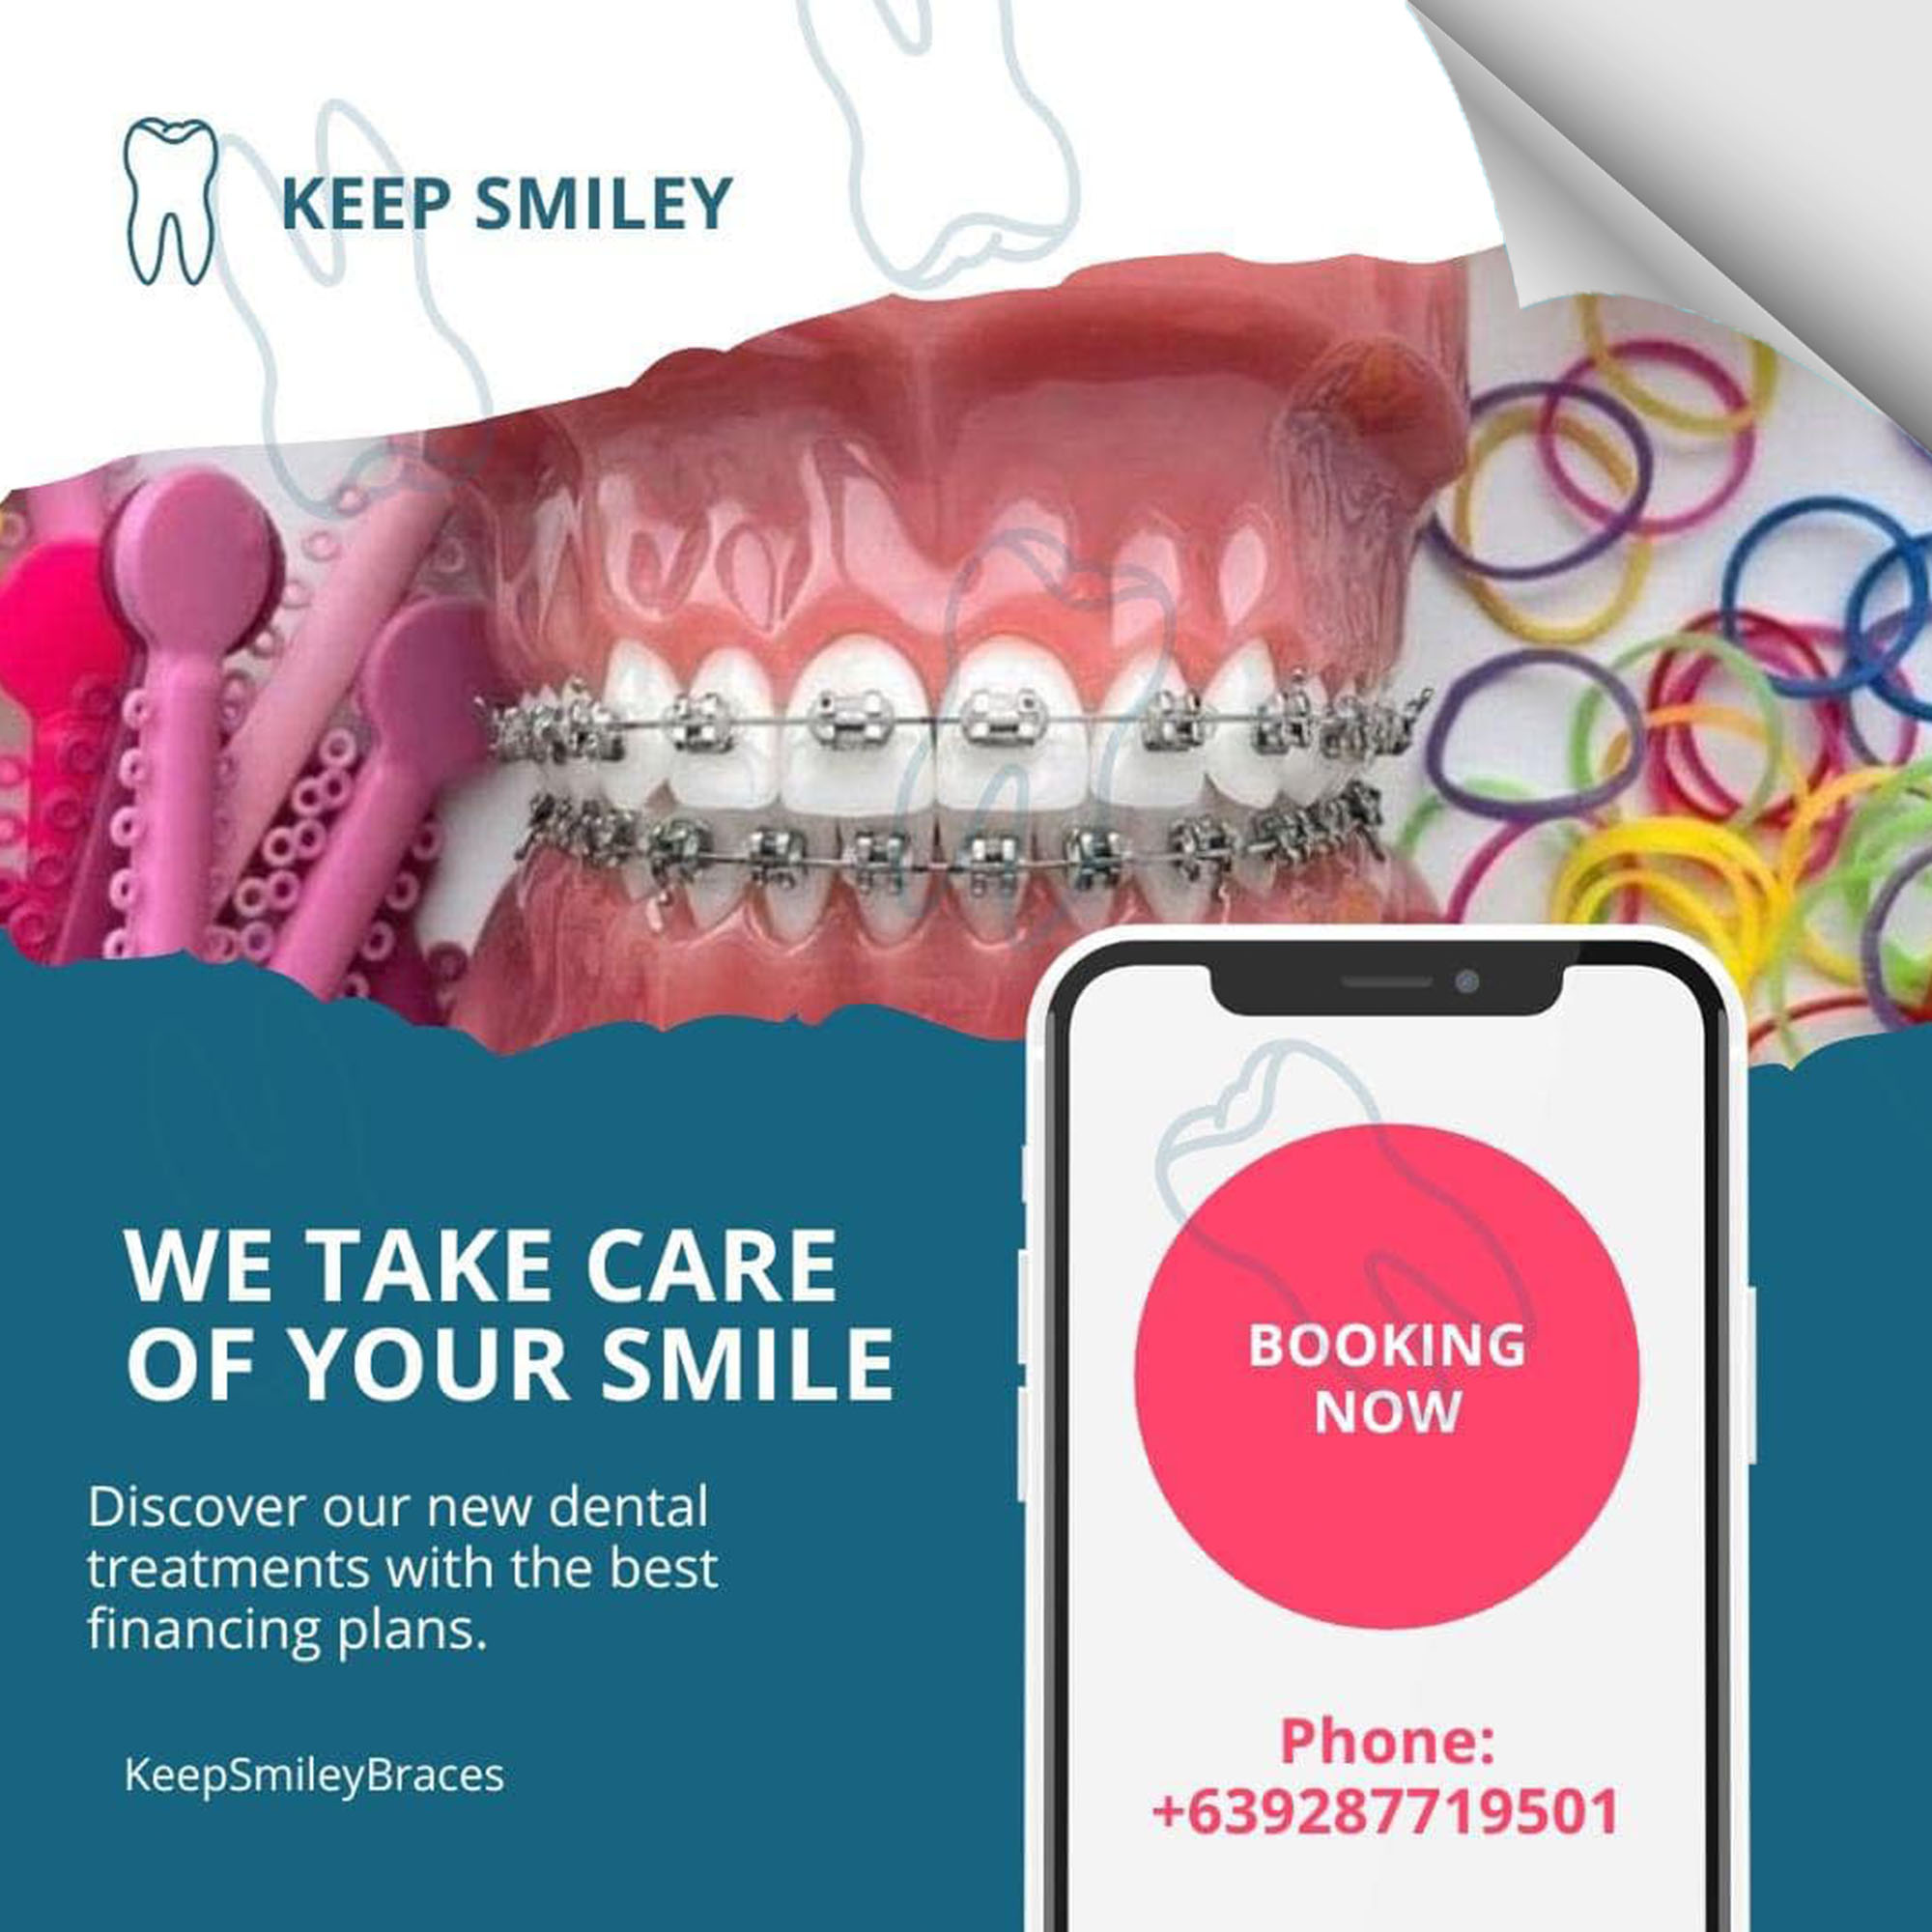 KEEP SMILEY
WE TAKE CARE
OF YOUR SMILE
Discover our new dental
treatments with the best
financing plans.
KeepSmileyBraces
BOOKING
NOW
Phone:
+639287719501